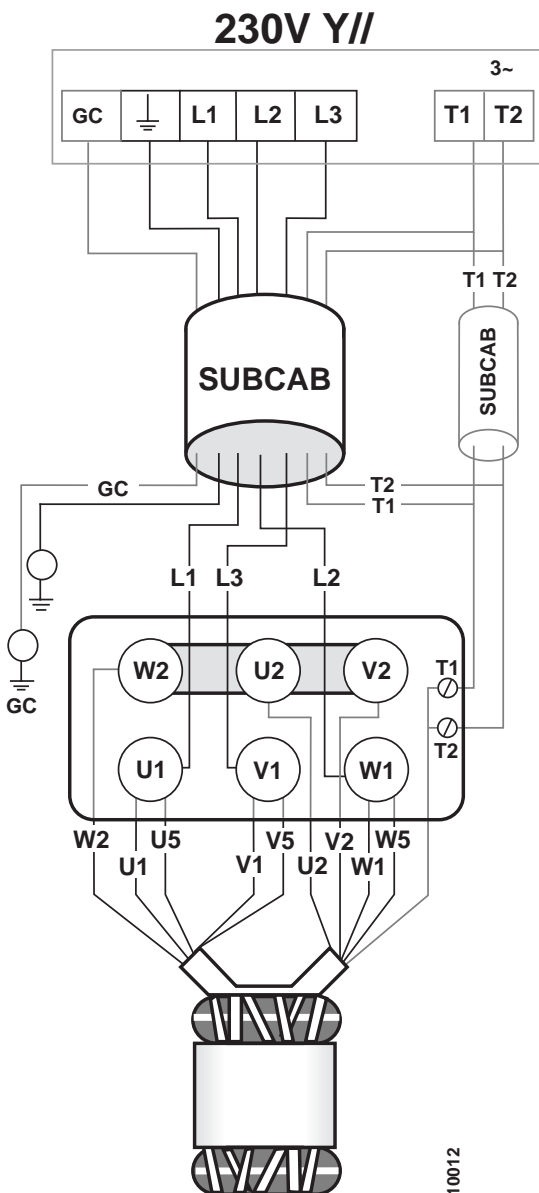 230V Y//
3~
GC L1 L2 L3 T1 T2
T1 T2
SUBCAB
SUBCAB
GC
T2
T1
L1 L3 L2
W2 U2 V2
T1
GC
T2
U1 V1 W1
W2 U5 V5 V2 W5
U1 V1 U2 W1
10012